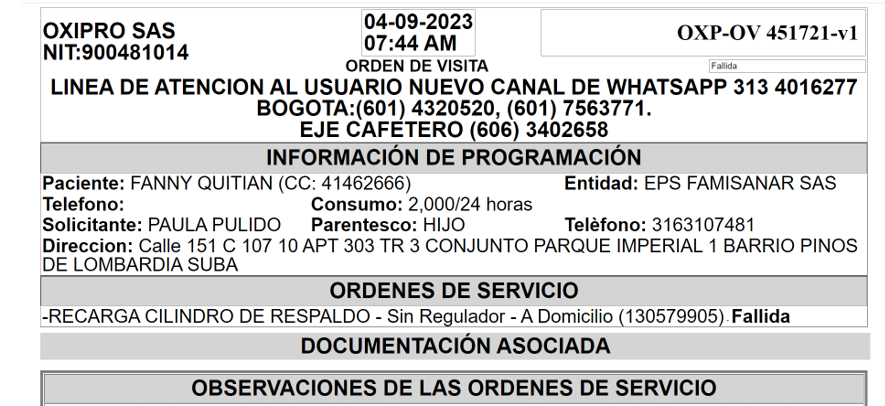 OXIPRO SAS
NIT:900481014
04-09-2023
07:44 AM
ORDEN DE VISITA
OXP-OV 451721-v1
Fallida
LINEA DE ATENCION AL USUARIO NUEVO CANAL DE WHATSAPP 313 4016277
BOGOTA:(601) 4320520, (601) 7563771.
EJE CAFETERO (606) 3402658
INFORMACIÓN DE PROGRAMACIÓN
Paciente: FANNY QUITIAN (CC: 41462666) Entidad: EPS FAMISANAR SAS
Telefono: Consumo: 2,000/24 horas
Solicitante: PAULA PULIDO Parentesco: HIJO Telèfono: 3163107481
Direccion: Calle 151 C 107 10 APT 303 TR 3 CONJUNTO PARQUE IMPERIAL 1 BARRIO PINOS
DE LOMBARDIA SUBA
ORDENES DE SERVICIO
-RECARGA CILINDRO DE RESPALDO - Sin Regulador - A Domicilio (130579905) Fallida
DOCUMENTACIÓN ASOCIADA
OBSERVACIONES DE LAS ORDENES DE SERVICIO